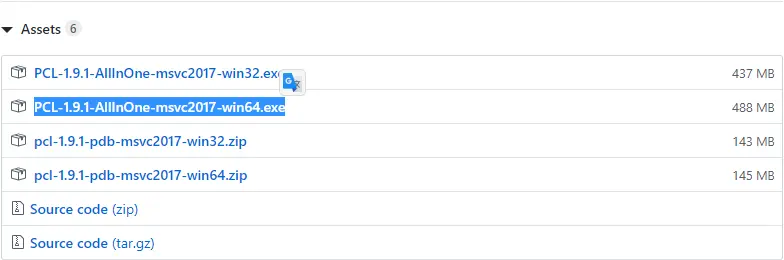 Assets 6
PCL-1.9.1-AllInOne-msvc2017-win32.exe 437 MB
PCL-1.9.1-AllInOne-msvc2017-win64.exe 488 MB
pcl-1.9.1-pdb-msvc2017-win32.zip 143 MB
pcl-1.9.1-pdb-msvc2017-win64.zip 145 MB
Source code (zip)
Source code (tar.gz)